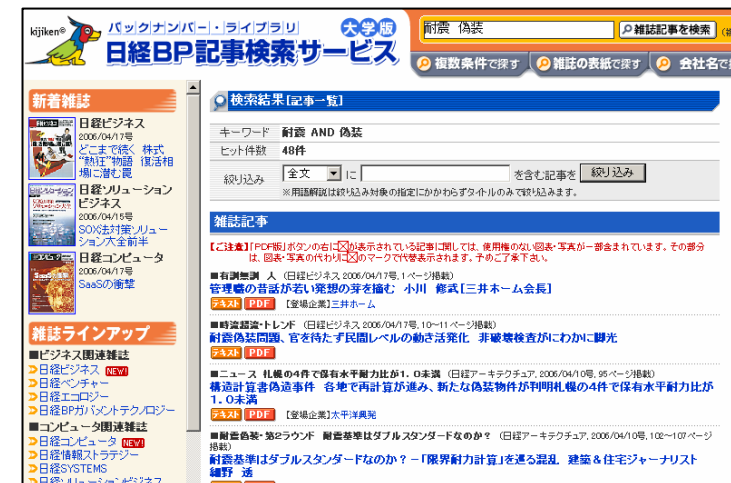 kijiken®
バックナンバー・ライブラリ
大学版
日経BP記事検索サービス
耐震 偽装
雑誌記事を検索
複数条件で探す
雑誌の表紙で探す
会社名で
新着雑誌
日経ビジネス
2006/04/17号
どこまで続く 株式
“熱狂”物語 復活相
場に潜む罠
日経ソリューション
ビジネス
2006/04/15号
SOX法対策ソリュー
ション大全前半
日経コンピュータ
2006/04/17号
SaaSの衝撃
雑誌ラインアップ
■ビジネス関連雑誌
日経ビジネス NEW!
日経ベンチャー
日経エコロジー
日経BPガバメントテクノロジー
■コンピュータ関連雑誌
日経コンピュータ NEW!
日経情報ストラテジー
日経SYSTEMS
日経ソリューションビジネス
検索結果[記事一覧]
キーワード 耐震 AND 偽装
ヒット件数 48件
絞り込み 全文 に を含む記事を 絞り込み
※用語解説は絞り込み対象の指定にかかわらずタイトルのみで絞り込みます。
雑誌記事
【ご注意】「PDF版」ボタンの右に☒が表示されている記事に関しては、使用権のない図表・写真が一部含まれています。その部分
は、図表・写真の代わりに☒のマークで代替表示されます。予めご了承下さい。
■有訓無訓 人 (日経ビジネス, 2006/04/17号, 1ページ掲載)
管理職の昔話が若い発想の芽を摘む 小川 修武[三井ホーム会長]
テキスト PDF 【登場企業】三井ホーム
■時流超流・トレンド (日経ビジネス, 2006/04/17号, 10～11ページ掲載)
耐震偽装問題、官を待たず民間レベルの動き活発化 非破壊検査がにわかに脚光
テキスト PDF
■ニュース 札幌の4件で保有水平耐力比が1.0未満 (日経アーキテクチュア, 2006/04/10号, 95ページ掲載)
構造計算書偽造事件 各地で再計算が進み、新たな偽装物件が判明札幌の4件で保有水平耐力比が
1.0未満
テキスト PDF 【登場企業】太平洋興発
■耐震偽装・第2ラウンド 耐震基準はダブルスタンダードなのか? (日経アーキテクチュア, 2006/04/10号, 102～107ページ
掲載)
耐震基準はダブルスタンダードなのか?－「限界耐力計算」を巡る混乱 建築＆住宅ジャーナリスト
細野 透